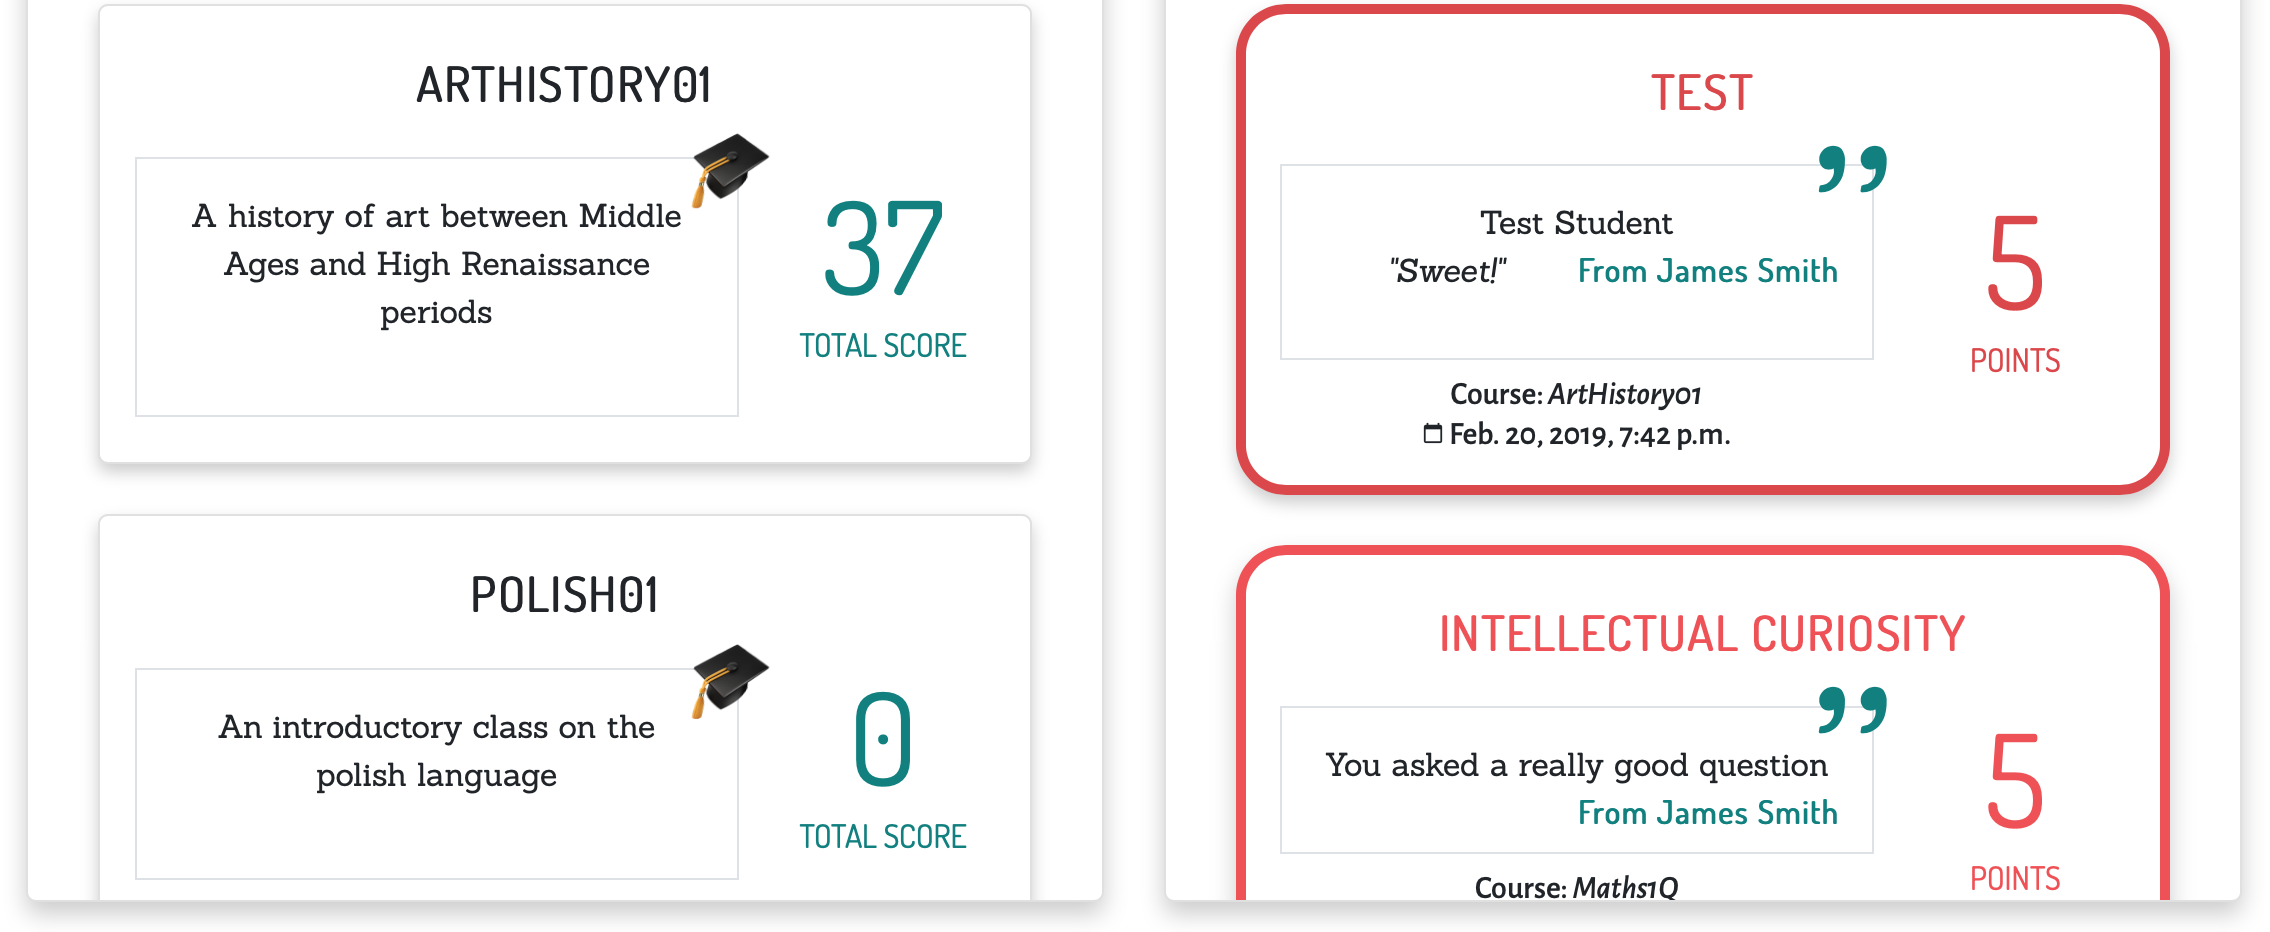 ARTHISTORY01
A history of art between Middle
Ages and High Renaissance
periods
37
TOTAL SCORE
POLISH01
An introductory class on the
polish language
0
TOTAL SCORE
TEST
Test Student
"Sweet!" From James Smith
5
POINTS
Course: ArtHistory01
Feb. 20, 2019, 7:42 p.m.
INTELLECTUAL CURIOSITY
You asked a really good question
From James Smith
5
POINTS
Course: Maths1Q